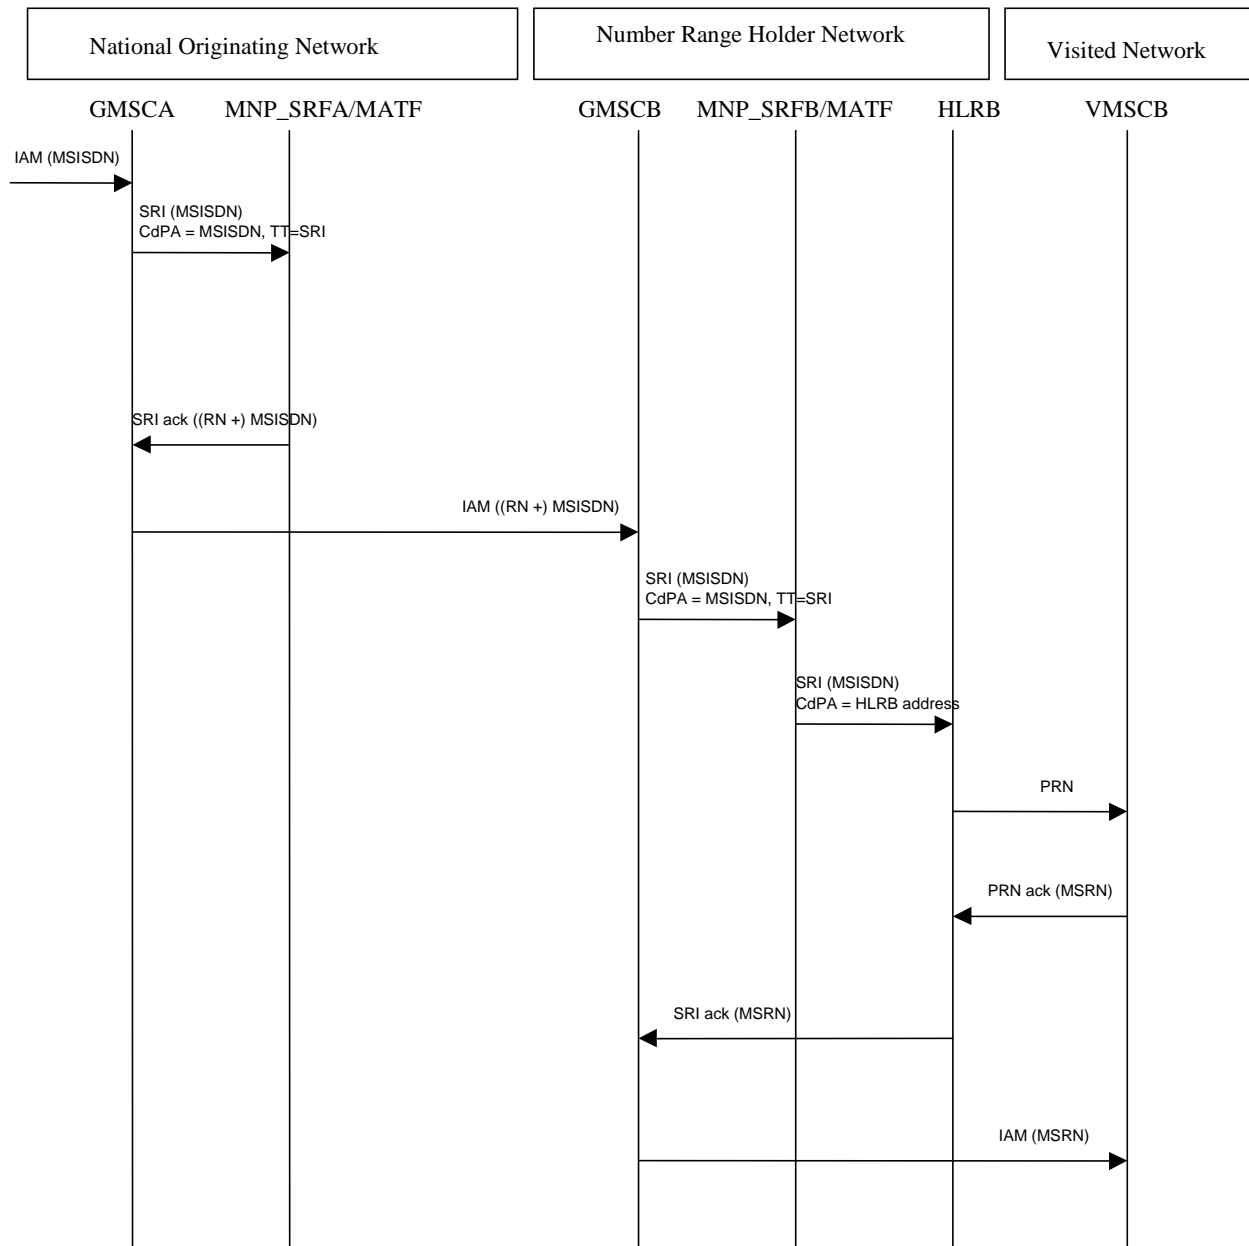 National Originating Network
Number Range Holder Network
Visited Network
GMSCA
MNP_SRFA/MATF
GMSCB
MNP_SRFB/MATF
HLRB
VMSCB
IAM (MSISDN)
SRI (MSISDN)
CdPA = MSISDN, TT=SRI
SRI ack ((RN +) MSISDN)
IAM ((RN +) MSISDN)
SRI (MSISDN)
CdPA = MSISDN, TT=SRI
SRI (MSISDN)
CdPA = HLRB address
PRN
PRN ack (MSRN)
SRI ack (MSRN)
IAM (MSRN)